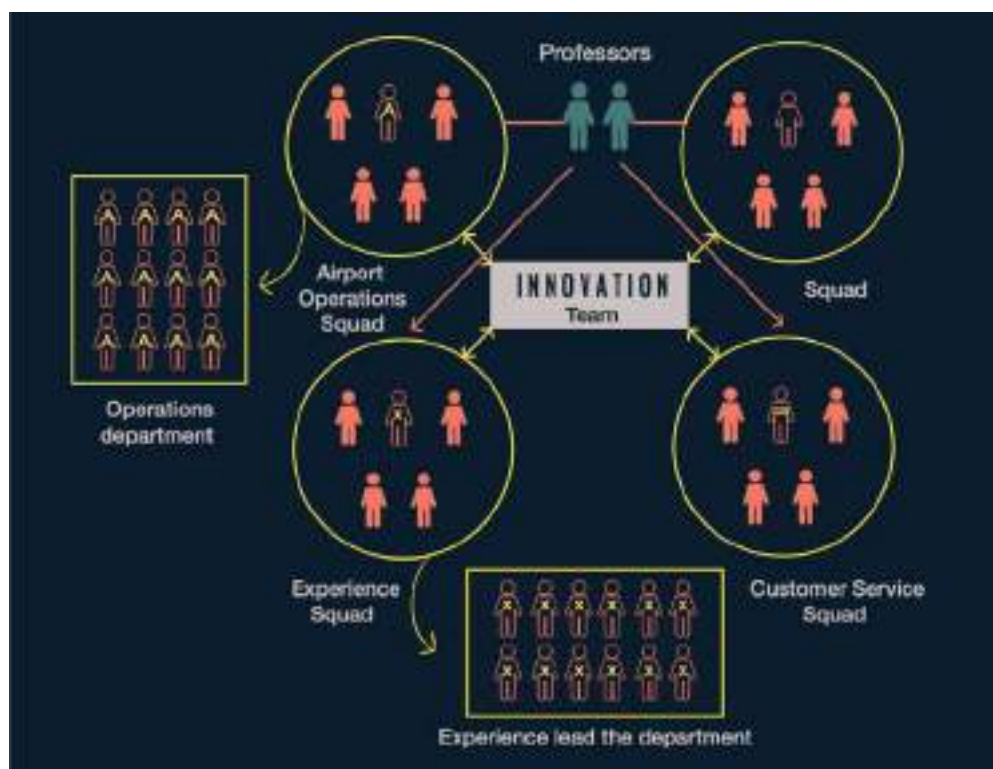 Professors
Airport
Operations
Squad
INNOVATION
Team
Squad
Operations
department
Experience
Squad
Customer Service
Squad
Experience lead the department